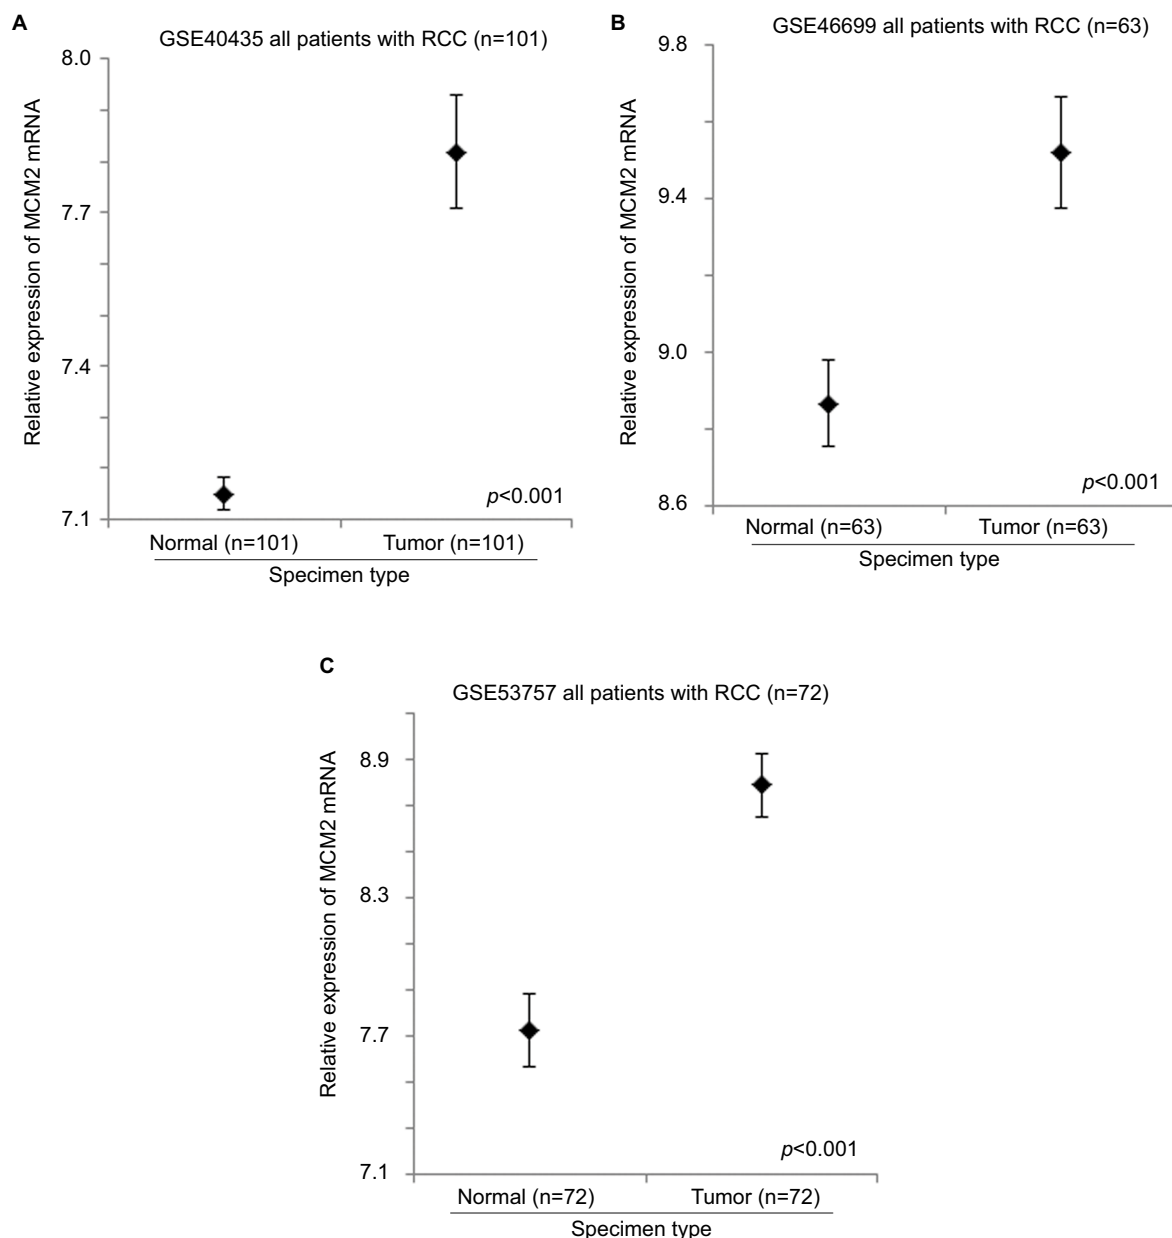 A
GSE40435 all patients with RCC (n=101)
Relative expression of MCM2 mRNA
8.0
7.7
7.4
7.1
p<0.001
Normal (n=101)
Tumor (n=101)
Specimen type
B
GSE46699 all patients with RCC (n=63)
Relative expression of MCM2 mRNA
9.8
9.4
9.0
8.6
p<0.001
Normal (n=63)
Tumor (n=63)
Specimen type
C
GSE53757 all patients with RCC (n=72)
Relative expression of MCM2 mRNA
8.9
8.3
7.7
7.1
p<0.001
Normal (n=72)
Tumor (n=72)
Specimen type